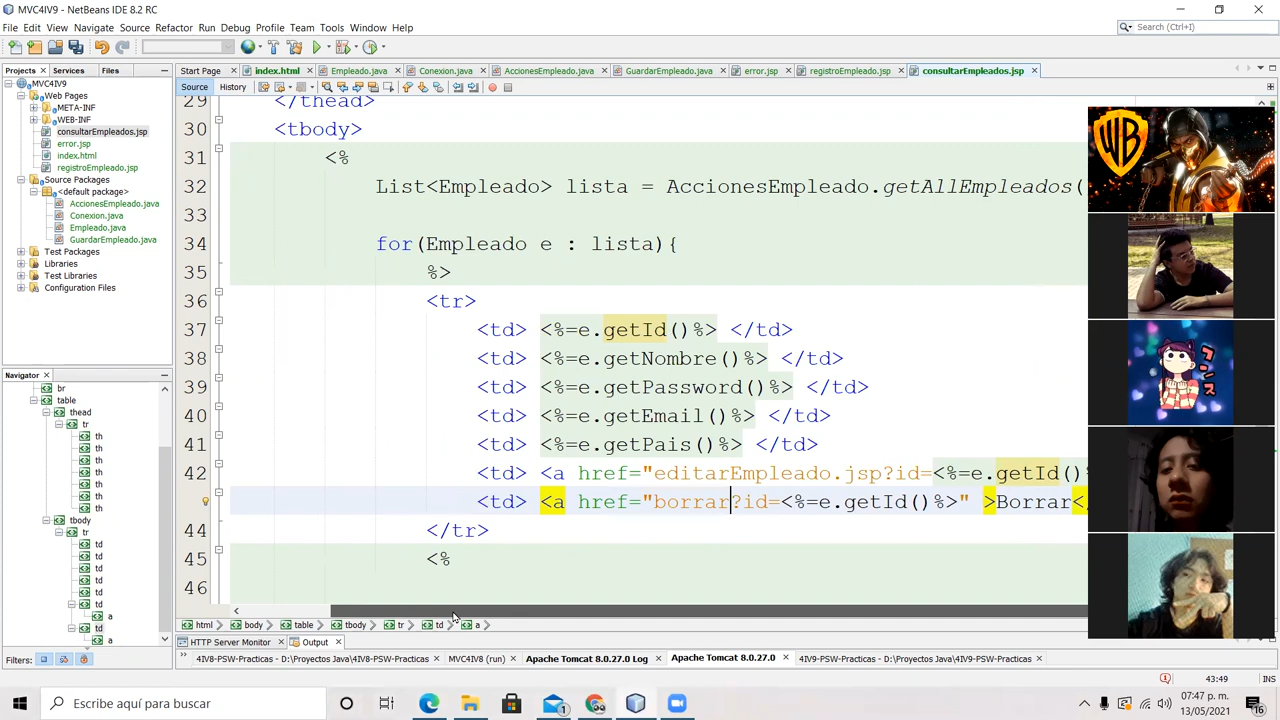 MVC4IV9 - NetBeans IDE 8.2 RC
File Edit View Navigate Source Refactor Run Debug Profile Team Tools Window Help
Search (Ctrl+I)
Projects Services Files
Start Page index.html Empleado.java Conexion.java AccionesEmpleado.java GuardarEmpleado.java error.jsp registroEmpleado.jsp consultarEmpleados.jsp
Source History
MVC4IV9
Web Pages
META-INF
WEB-INF
consultarEmpleados.jsp
error.jsp
index.html
registroEmpleado.jsp
Source Packages
<default package>
AccionesEmpleado.java
Conexion.java
Empleado.java
GuardarEmpleado.java
Test Packages
Libraries
Test Libraries
Configuration Files
Navigator
br
table
thead
tr
th
th
th
th
th
th
th
tbody
tr
td
td
td
td
td
a
td
a
Filters:
29 </thead>
30 <tbody>
31 <%
32 List<Empleado> lista = AccionesEmpleado.getAllEmpleados(
33
34 for(Empleado e : lista){
35 %>
36 <tr>
37 <td> <%=e.getId()%> </td>
38 <td> <%=e.getNombre()%> </td>
39 <td> <%=e.getPassword()%> </td>
40 <td> <%=e.getEmail()%> </td>
41 <td> <%=e.getPais()%> </td>
42 <td> <a href="editarEmpleado.jsp?id=<%=e.getId()%
<td> <a href="borrar?id=<%=e.getId()%>" >Borrar</
44 </tr>
45 <%
46
html body table tbody tr td a
HTTP Server Monitor Output
4IV8-PSW-Practicas - D:\Proyectos Java\4IV8-PSW-Practicas MVC4IV8 (run) Apache Tomcat 8.0.27.0 Log Apache Tomcat 8.0.27.0 4IV9-PSW-Practicas - D:\Proyectos Java\4IV9-PSW-Practicas
43:49 INS
WB
フンス
Escribe aquí para buscar
1
07:47 p. m.
13/05/2021
16